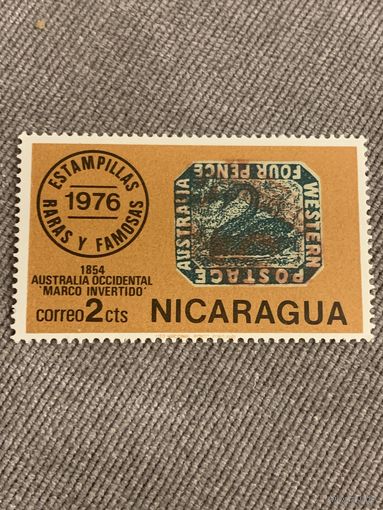 ESTAMPILLAS
1976
RARAS Y FAMOSAS
1854
AUSTRALIA OCCIDENTAL
'MARCO INVERTIDO'
correo 2 cts
NICARAGUA
POSTAGE
AUSTRALIA
FOUR PENCE
WESTERN